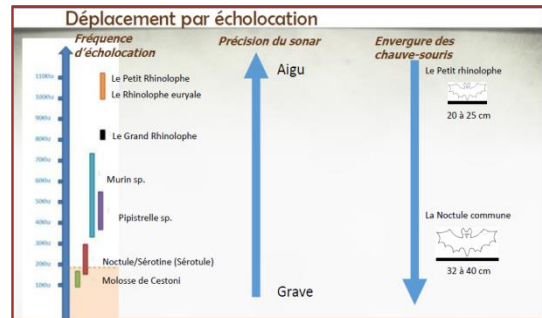 Déplacement par écholocation
Fréquence
d'écholocation
Précision du sonar
Envergure des
chauve-souris
Aigu
Grave
Le Petit Rhinolophe
Le Rhinolophe euryale
Le Grand Rhinolophe
Murin sp.
Pipistrelle sp.
Noctule/Sérotine (Sérotule)
Molosse de Cestoni
Le Petit rhinolophe
20 à 25 cm
La Noctule commune
32 à 40 cm